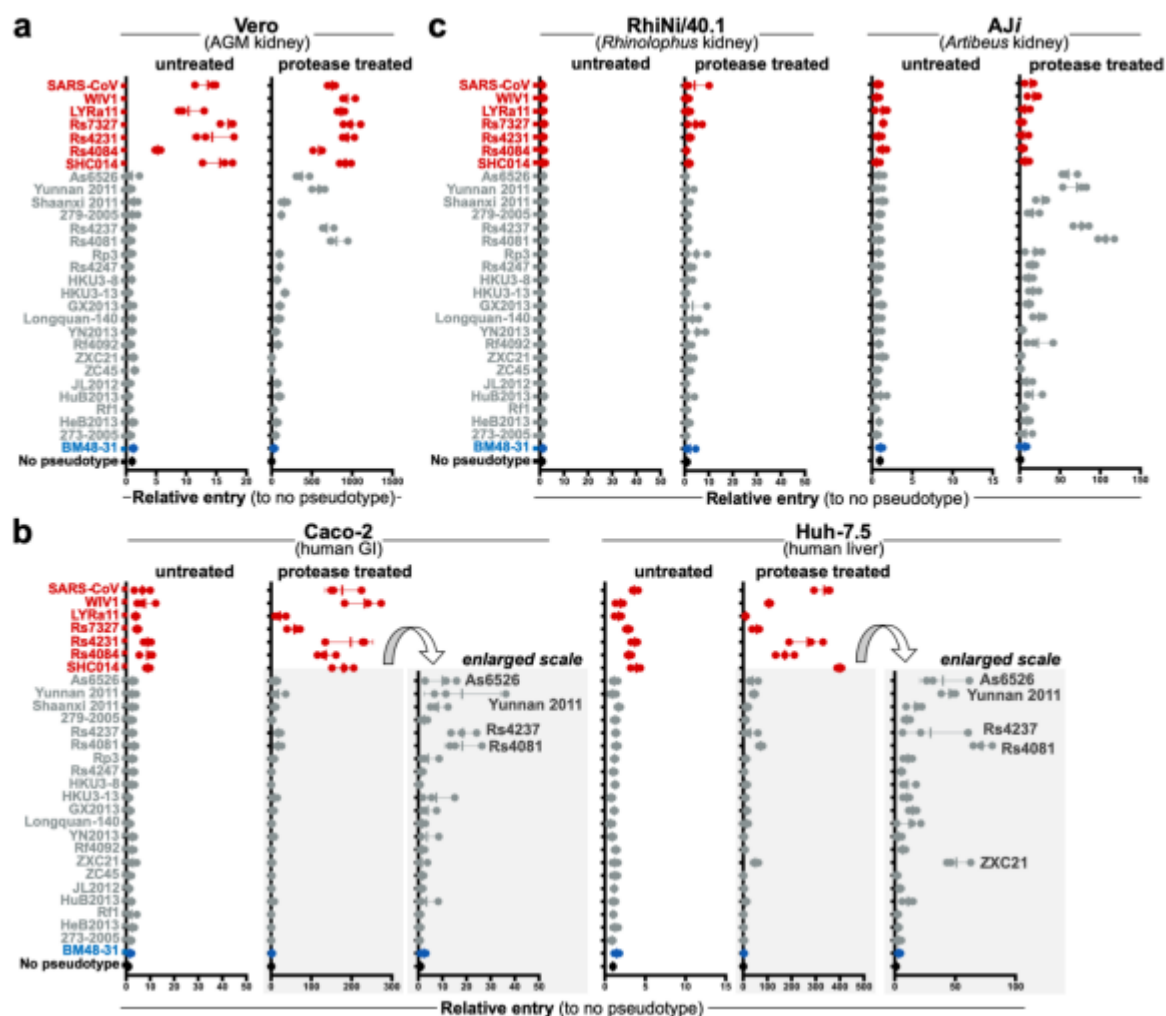 a
Vero
(AGM kidney)
untreated
protease treated
SARS-CoV
WIV1
LYRa11
Rs7327
Rs4231
Rs4084
SHC014
As6526
Yunnan 2011
Shaanxi 2011
279-2005
Rs4237
Rs4081
Rp3
Rs4247
HKU3-8
HKU3-13
GX2013
Longquan-140
YN2013
Rf4092
ZXC21
ZC45
JL2012
HuB2013
Rf1
HeB2013
273-2005
BM48-31
No pseudotype
0 5 10 15 20
0 500 1000 1500
Relative entry (to no pseudotype)
c
RhiNi/40.1
(Rhinolophus kidney)
AJi
(Artibeus kidney)
untreated
protease treated
untreated
protease treated
SARS-CoV
WIV1
LYRa11
Rs7327
Rs4231
Rs4084
SHC014
As6526
Yunnan 2011
Shaanxi 2011
279-2005
Rs4237
Rs4081
Rp3
Rs4247
HKU3-8
HKU3-13
GX2013
Longquan-140
YN2013
Rf4092
ZXC21
ZC45
JL2012
HuB2013
Rf1
HeB2013
273-2005
BM48-31
No pseudotype
0 10 20 30 40 50
0 10 20 30 40 50
0 5 10 15
0 50 100 150
Relative entry (to no pseudotype)
b
Caco-2
(human GI)
Huh-7.5
(human liver)
untreated
protease treated
untreated
protease treated
SARS-CoV
WIV1
LYRa11
Rs7327
Rs4231
Rs4084
SHC014
As6526
Yunnan 2011
Shaanxi 2011
279-2005
Rs4237
Rs4081
Rp3
Rs4247
HKU3-8
HKU3-13
GX2013
Longquan-140
YN2013
Rf4092
ZXC21
ZC45
JL2012
HuB2013
Rf1
HeB2013
273-2005
BM48-31
No pseudotype
enlarged scale
As6526
Yunnan 2011
Rs4237
Rs4081
enlarged scale
As6526
Yunnan 2011
Rs4237
Rs4081
ZXC21
0 10 20 30 40 50
0 100 200 300
0 10 20 30 40 50
0 5 10 15
0 100 200 300 400 500
0 50 100
Relative entry (to no pseudotype)